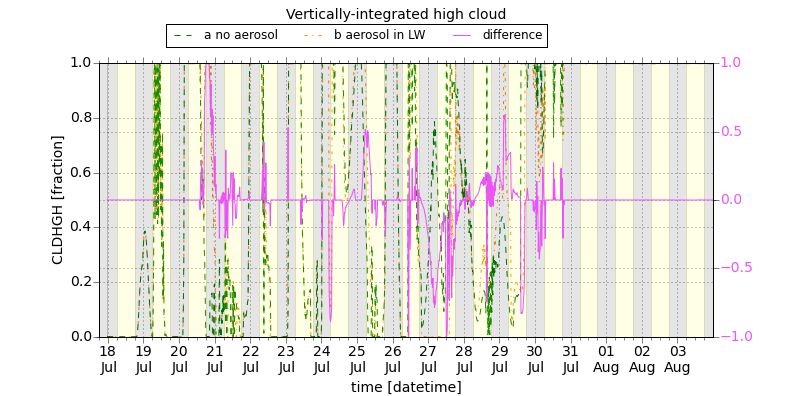 Vertically-integrated high cloud
a no aerosol b aerosol in LW difference
1.0 1.0
0.8 0.5
0.6
0.0
0.4
0.2 −0.5
0.0 −1.0
CLDHGH [fraction]
18 19 20 21 22 23 24 25 26 27 28 29 30 31 01 02 03
Jul Jul Jul Jul Jul Jul Jul Jul Jul Jul Jul Jul Jul Jul Aug Aug Aug
time [datetime]